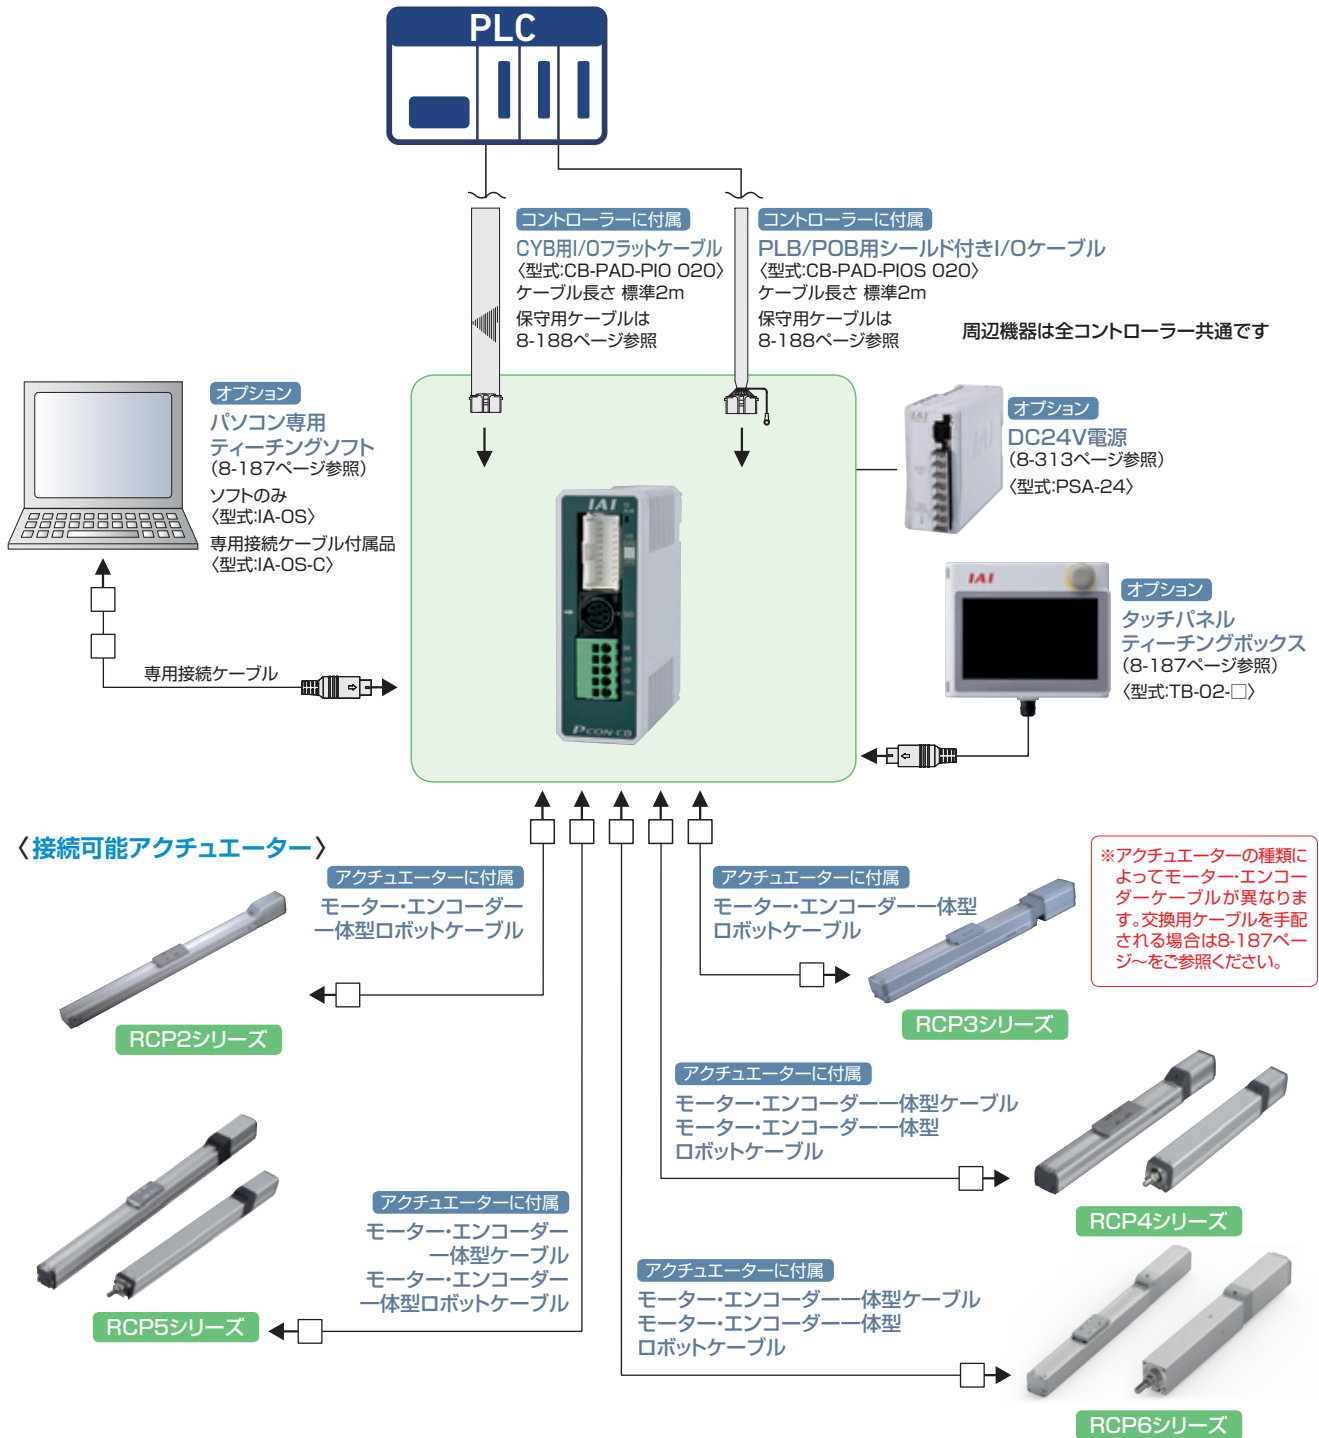 PLC
コントローラーに付属
CYB用I/Oフラットケーブル
〈型式:CB-PAD-PIO 020〉
ケーブル長さ 標準2m
保守用ケーブルは
8-188ページ参照
コントローラーに付属
PLB/POB用シールド付きI/Oケーブル
〈型式:CB-PAD-PIOS 020〉
ケーブル長さ 標準2m
保守用ケーブルは
8-188ページ参照
周辺機器は全コントローラー共通です
オプション
パソコン専用
ティーチングソフト
(8-187ページ参照)
ソフトのみ
〈型式:IA-OS〉
専用接続ケーブル付属品
〈型式:IA-OS-C〉
専用接続ケーブル
IAI
PCON-CB
オプション
DC24V電源
(8-313ページ参照)
〈型式:PSA-24〉
IAI
オプション
タッチパネル
ティーチングボックス
(8-187ページ参照)
〈型式:TB-02-□〉
〈接続可能アクチュエーター〉
アクチュエーターに付属
モーター・エンコーダー
一体型ロボットケーブル
RCP2シリーズ
アクチュエーターに付属
モーター・エンコーダー一体型
ロボットケーブル
RCP3シリーズ
※アクチュエーターの種類に
よってモーター・エンコー
ダーケーブルが異なりま
す。交換用ケーブルを手配
される場合は8-187ペー
ジ〜をご参照ください。
アクチュエーターに付属
モーター・エンコーダー一体型ケーブル
モーター・エンコーダー一体型
ロボットケーブル
RCP4シリーズ
アクチュエーターに付属
モーター・エンコーダー
一体型ケーブル
モーター・エンコーダー
一体型ロボットケーブル
RCP5シリーズ
アクチュエーターに付属
モーター・エンコーダー一体型ケーブル
モーター・エンコーダー一体型
ロボットケーブル
RCP6シリーズ